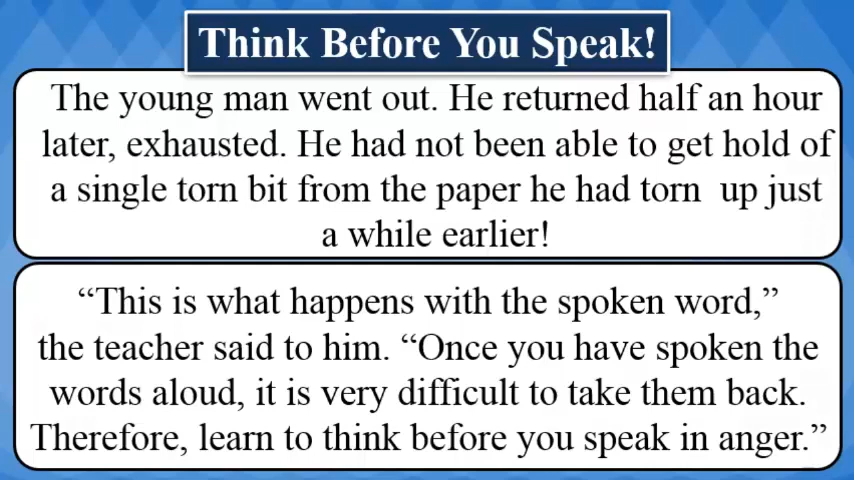 Think Before You Speak!
The young man went out. He returned half an hour
later, exhausted. He had not been able to get hold of
a single torn bit from the paper he had torn up just
a while earlier!
“This is what happens with the spoken word,”
the teacher said to him. “Once you have spoken the
words aloud, it is very difficult to take them back.
Therefore, learn to think before you speak in anger.”